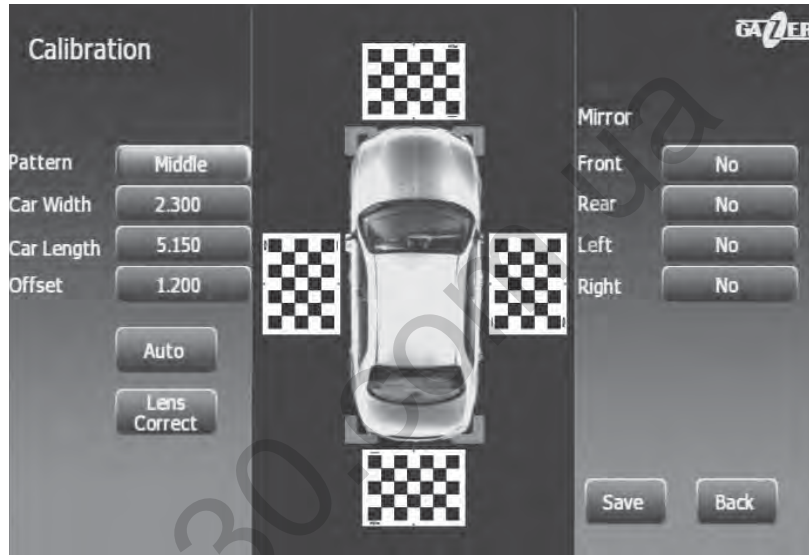 Calibration
GAZER
Pattern Middle
Car Width 2.300
Car Length 5.150
Offset 1.200
Auto
Lens
Correct
Mirror
Front No
Rear No
Left No
Right No
Save Back